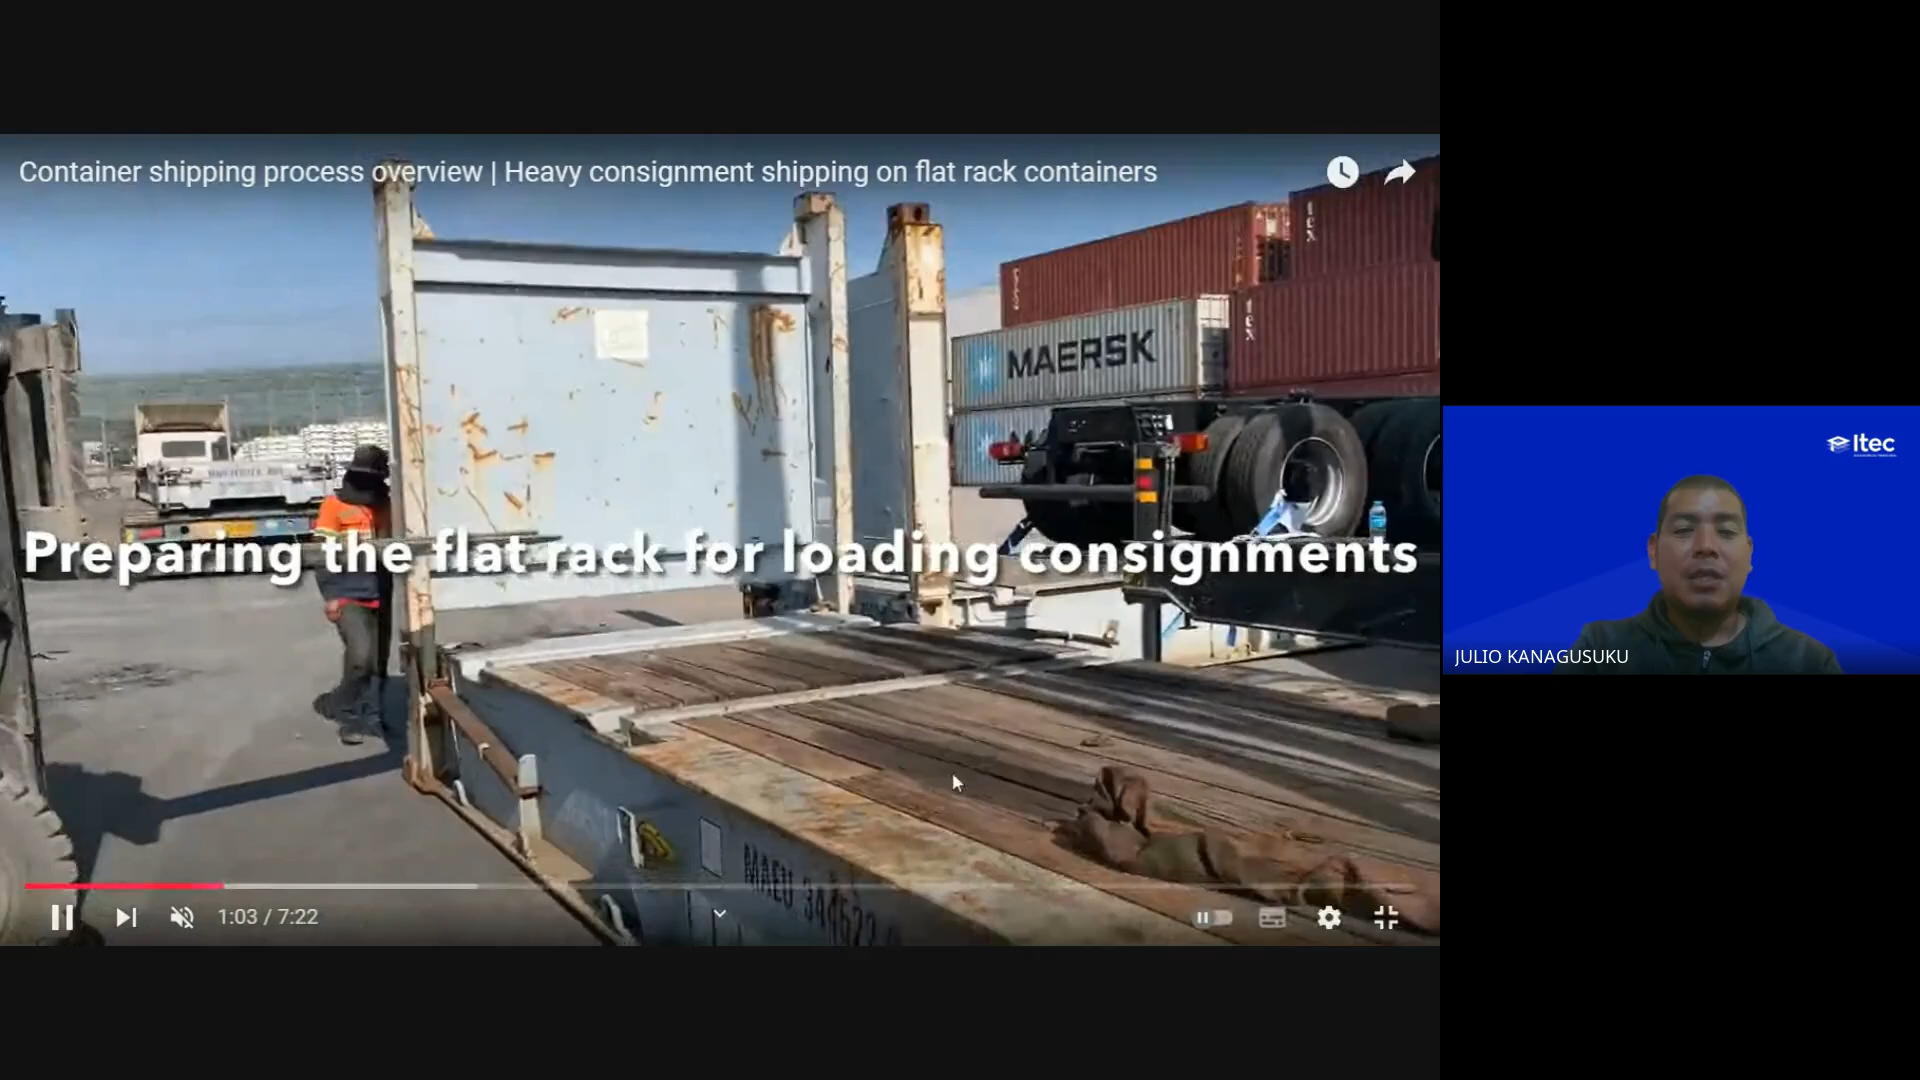 Container shipping process overview | Heavy consignment shipping on flat rack containers
MAERSK
Preparing the flat rack for loading consignments
MAEU
1:03 / 7:22
Itec
JULIO KANAGUSUKU